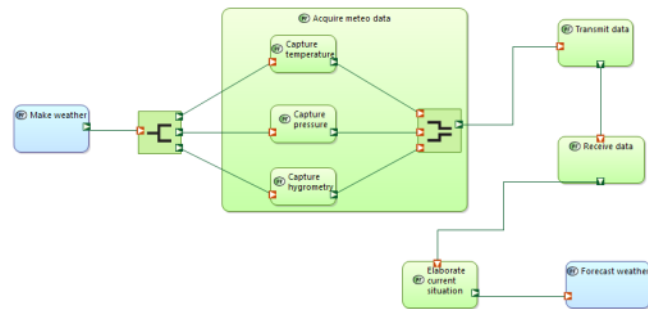 Acquire meteo data
Capture
temperature
Transmit data
Make weather
Capture
pressure
Receive data
Capture
hygrometry
Elaborate
current
situation
Forecast weather